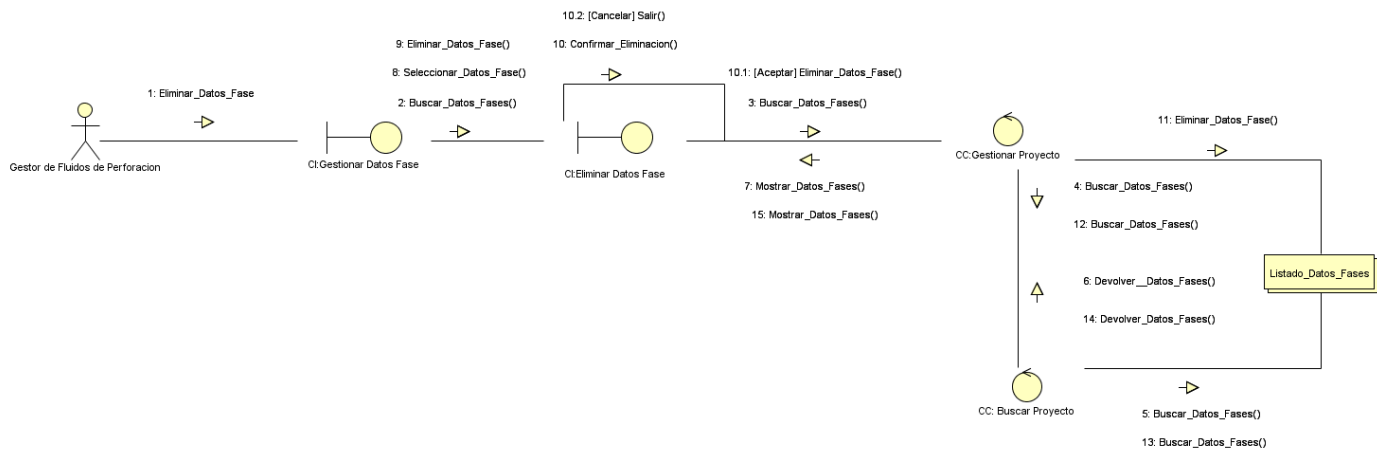 10.2: [Cancelar] Salir()
9: Eliminar_Datos_Fase()
10: Confirmar_Eliminacion()
8: Seleccionar_Datos_Fase()
10.1: [Aceptar] Eliminar_Datos_Fase()
1: Eliminar_Datos_Fase
2: Buscar_Datos_Fases()
3: Buscar_Datos_Fases()
11: Eliminar_Datos_Fase()
Gestor de Fluidos de Perforacion
CI:Gestionar Datos Fase
CI:Eliminar Datos Fase
CC:Gestionar Proyecto
7: Mostrar_Datos_Fases()
4: Buscar_Datos_Fases()
15: Mostrar_Datos_Fases()
12: Buscar_Datos_Fases()
Listado_Datos_Fases
6: Devolver__Datos_Fases()
14: Devolver_Datos_Fases()
CC: Buscar Proyecto
5: Buscar_Datos_Fases()
13: Buscar_Datos_Fases()